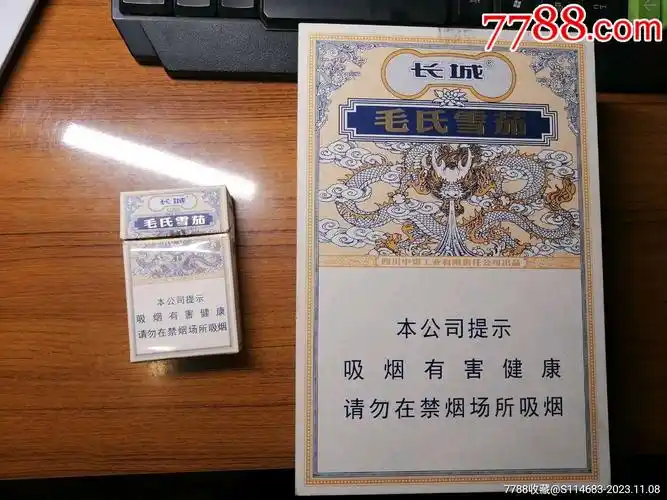 7788.com
长城®
毛氏雪茄
四川中烟工业有限责任公司出品
本公司提示
吸烟有害健康
请勿在禁烟场所吸烟
长城
毛氏雪茄
本公司提示
吸烟有害健康
请勿在禁烟场所吸烟
7788收藏@S114683-2023.11.08